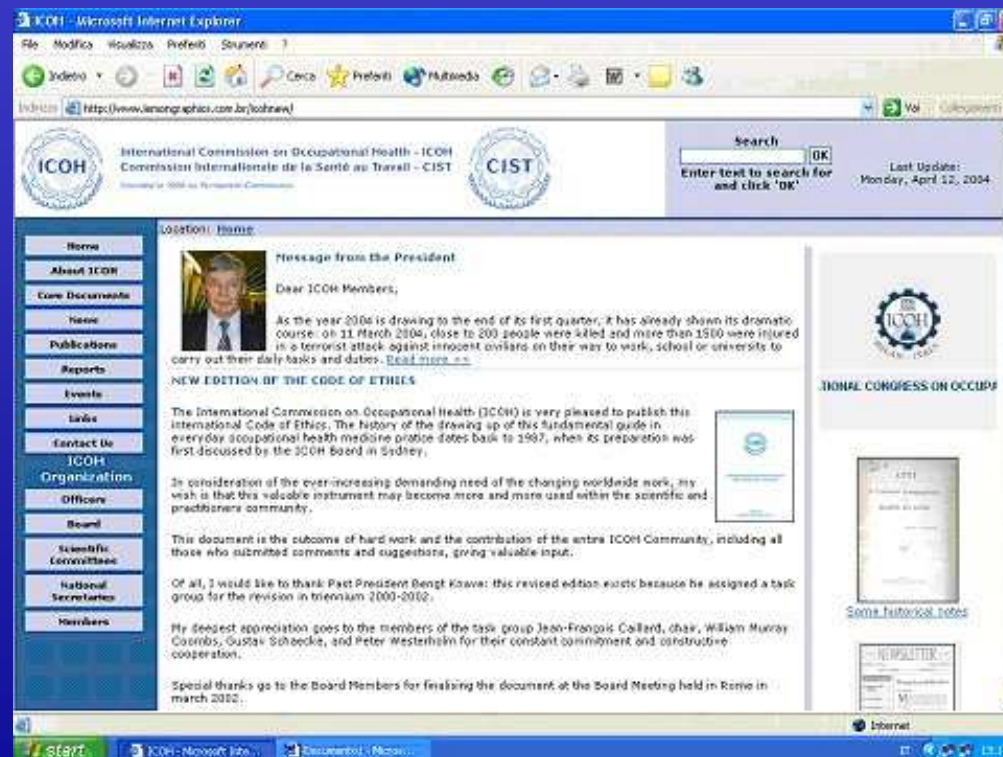 ICOH - Microsoft Internet Explorer
File Modifica Visualizza Preferiti Strumenti ?
Indietro Cerca Preferiti Multimedia
Indirizzo http://www.lemongraphics.com.br/icohnew/ Vai Collegamenti
ICOH
International Commission on Occupational Health - ICOH
Commission Internationale de la Santé au Travail - CIST
CIST
Search
OK
Enter text to search for
and click 'OK'
Last Update:
Monday, April 12, 2004
Location: Home
Home
About ICOH
Core Documents
News
Publications
Reports
Events
Links
Contact Us
ICOH
Organization
Officers
Board
Scientific
Committees
National
Secretaries
Members
Message from the President
Dear ICOH Members,
As the year 2004 is drawing to the end of its first quarter, it has already shown its dramatic
course: on 11 March 2004, close to 200 people were killed and more than 1500 were injured
in a terrorist attack against innocent civilians on their way to work, school or university to
carry out their daily tasks and duties. Read more >>
NEW EDITION OF THE CODE OF ETHICS
The International Commission on Occupational Health (ICOH) is very pleased to publish this
international Code of Ethics. The history of the drawing up of this fundamental guide in
everyday occupational health medicine pratice dates back to 1987, when its preparation was
first discussed by the ICOH Board in Sydney.
In consideration of the ever-increasing demanding need of the changing worldwide work, my
wish is that this valuable instrument may become more and more used within the scientific and
practitioners community.
This document is the outcome of hard work and the contribution of the entire ICOH Community, including all
those who submitted comments and suggestions, giving valuable input.
Of all, I would like to thank Past President Bengt Knave: this revised edition exists because he assigned a task
group for the revision in triennium 2000-2002.
My deepest appreciation goes to the members of the task group Jean-François Caillard, chair, William Murray
Coombs, Gustav Schaecke, and Peter Westerholm for their constant commitment and constructive
cooperation.
Special thanks go to the Board Members for finalising the document at the Board Meeting held in Rome in
march 2002.
ICOH
TIONAL CONGRESS ON OCCUPA
Some historical notes
NEWSLETTER
Internet
start ICOH - Microsoft Inte... Documento1 - Micros... IT